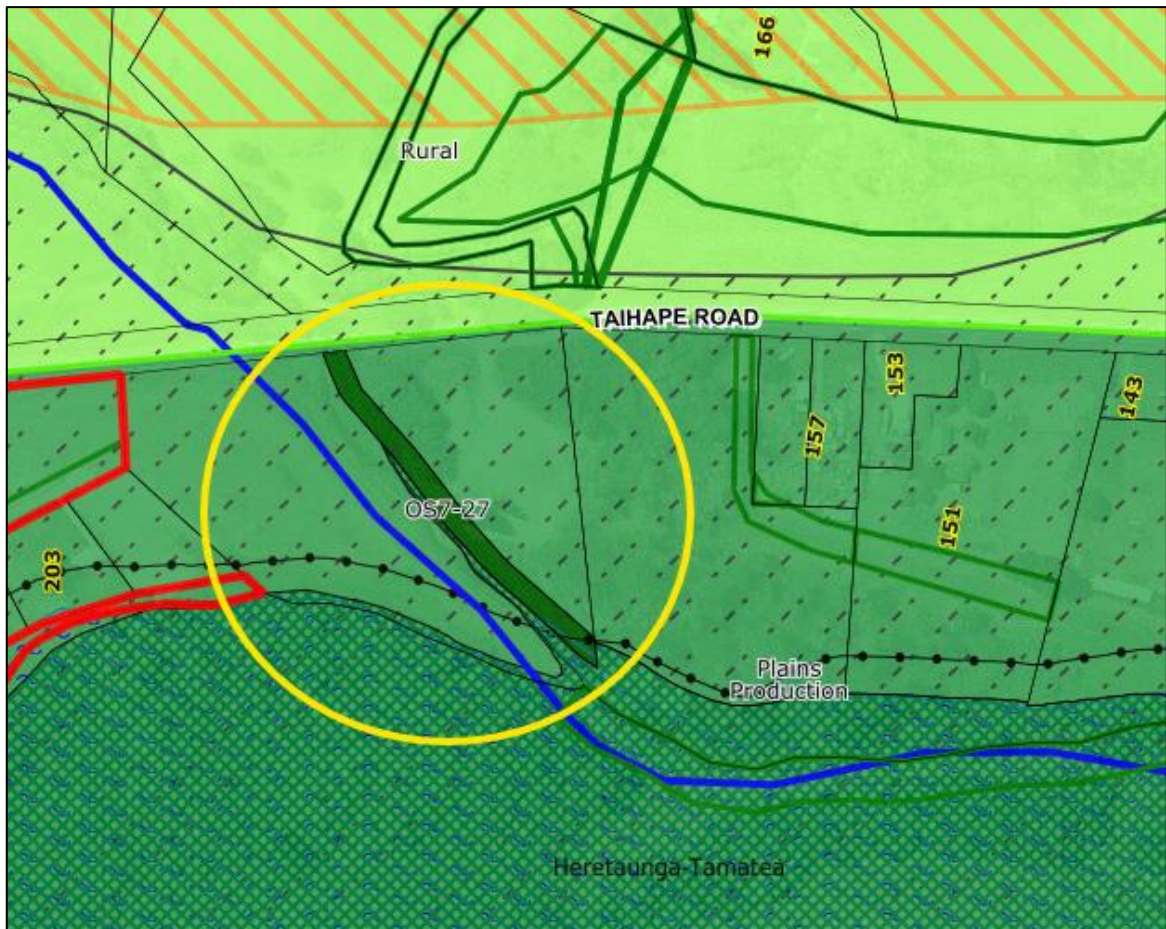 166
Rural
TAIHAPE ROAD
153
143
157
OS7-27
151
203
Plains
Production
Heretaunga-Tamatea